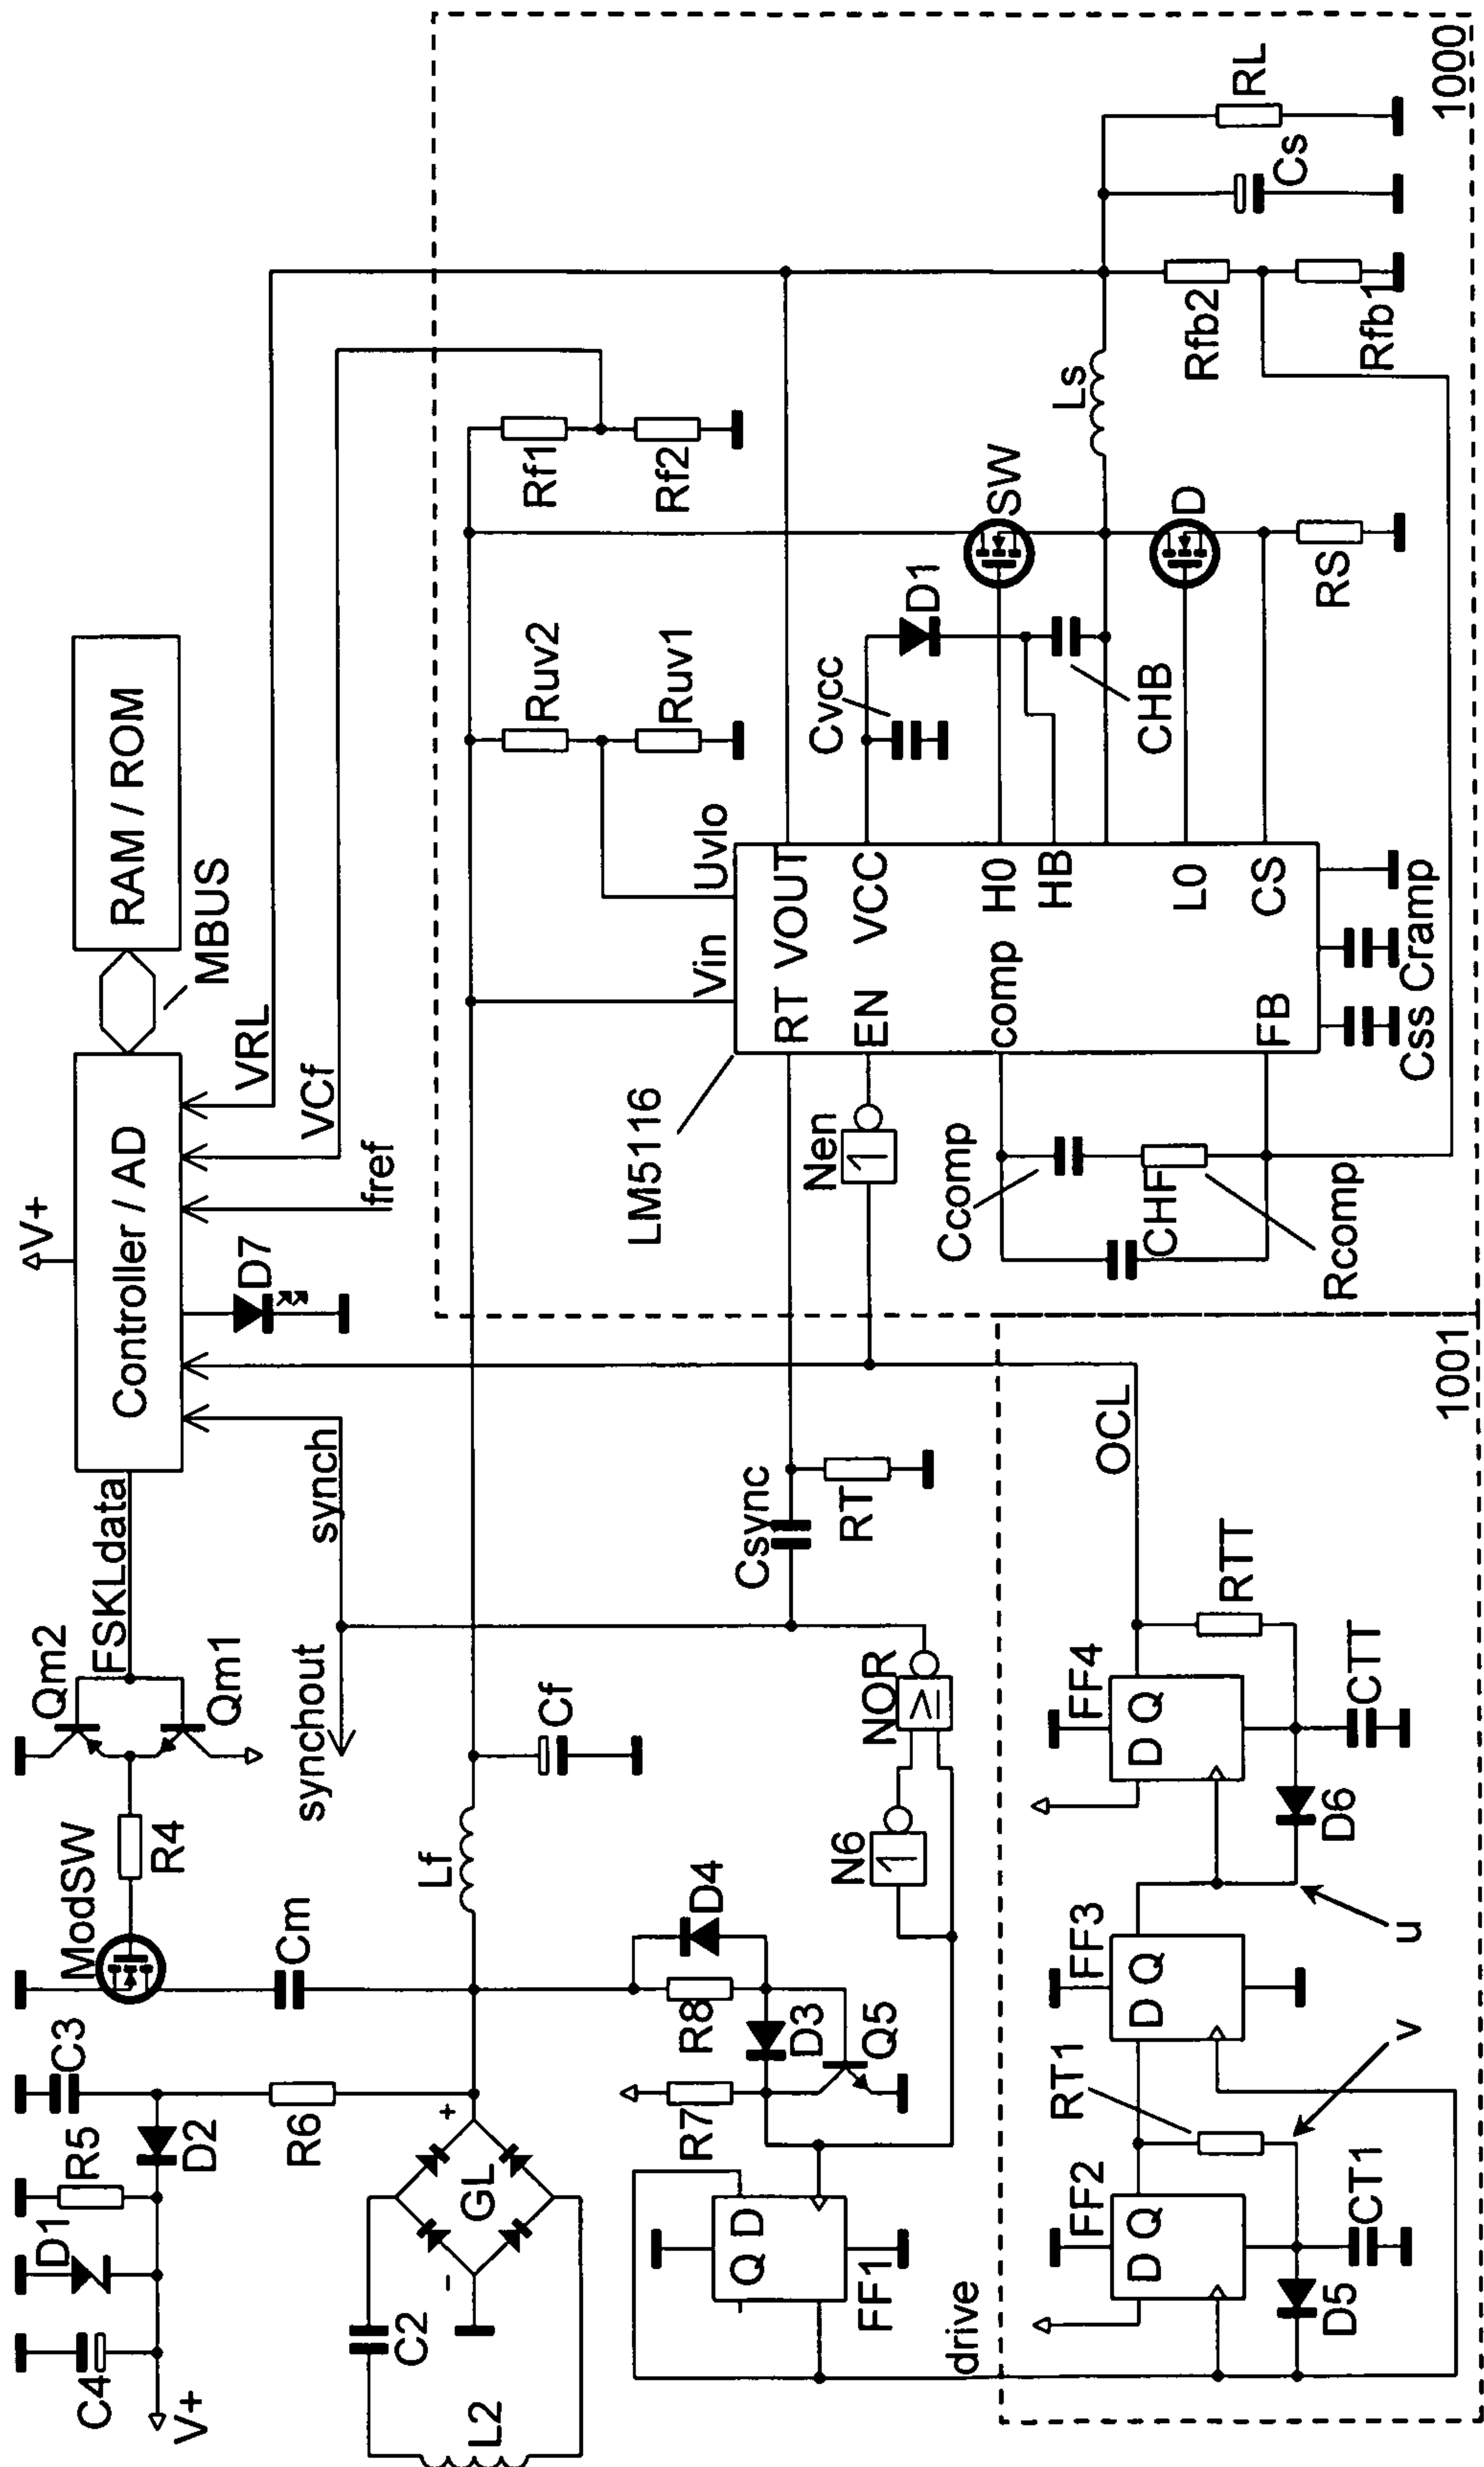 V+
C4
D1
R5
C3
D2
R6
C2
L2
GL
+
−
ModSW
R4
Qm2
Qm1
FSKLdata
Cm
Lf
Cf
synchout
synch
Controller / AD
V+
D7
fref
VCf
VRL
MBUS
RAM / ROM
R8
D4
D3
R7
Q5
Q D
FF1
drive
N6
1
NOR
≥1
Csync
RT
FF2
D Q
RT1
v
D5
CT1
FF3
D Q
u
FF4
D Q
D6
RTT
CTT
OCL
1001
LM5116
Nen
1
Ccomp
CHF
Rcomp
Vin
Uvlo
RT VOUT
EN VCC
comp H0
HB
L0
FB CS
Css Cramp
Ruv2
Ruv1
Rf1
Rf2
Cvcc
D1
CHB
SW
D
RS
Ls
Rfb2
Rfb1
Cs
RL
1000